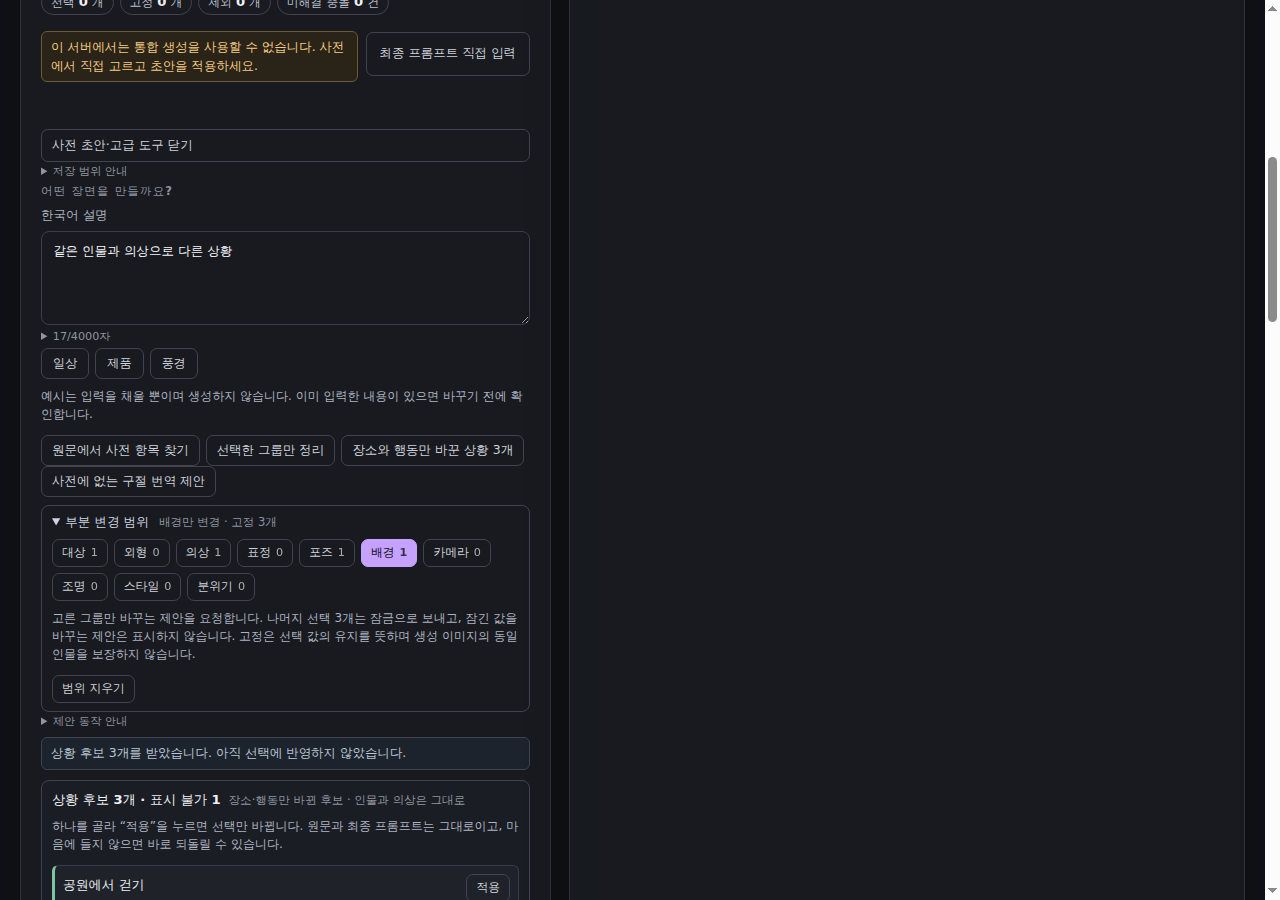 선택 0 개 고정 0 개 제외 0 개 미해결 충돌 0 건
이 서버에서는 통합 생성을 사용할 수 없습니다. 사전
에서 직접 고르고 초안을 적용하세요.
최종 프롬프트 직접 입력
사전 초안·고급 도구 닫기
▶ 저장 범위 안내
어떤 장면을 만들까요?
한국어 설명
같은 인물과 의상으로 다른 상황
▶ 17/4000자
일상 제품 풍경
예시는 입력을 채울 뿐이며 생성하지 않습니다. 이미 입력한 내용이 있으면 바꾸기 전에 확
인합니다.
원문에서 사전 항목 찾기 선택한 그룹만 정리 장소와 행동만 바꾼 상황 3개
사전에 없는 구절 번역 제안
▼ 부분 변경 범위 배경만 변경 · 고정 3개
대상 1 외형 0 의상 1 표정 0 포즈 1 배경 1 카메라 0
조명 0 스타일 0 분위기 0
고른 그룹만 바꾸는 제안을 요청합니다. 나머지 선택 3개는 잠금으로 보내고, 잠긴 값을
바꾸는 제안은 표시하지 않습니다. 고정은 선택 값의 유지를 뜻하며 생성 이미지의 동일
인물을 보장하지 않습니다.
범위 지우기
▶ 제안 동작 안내
상황 후보 3개를 받았습니다. 아직 선택에 반영하지 않았습니다.
상황 후보 3개 · 표시 불가 1 장소·행동만 바뀐 후보 · 인물과 의상은 그대로
하나를 골라 “적용”을 누르면 선택만 바뀝니다. 원문과 최종 프롬프트는 그대로이고, 마
음에 들지 않으면 바로 되돌릴 수 있습니다.
공원에서 걷기 적용